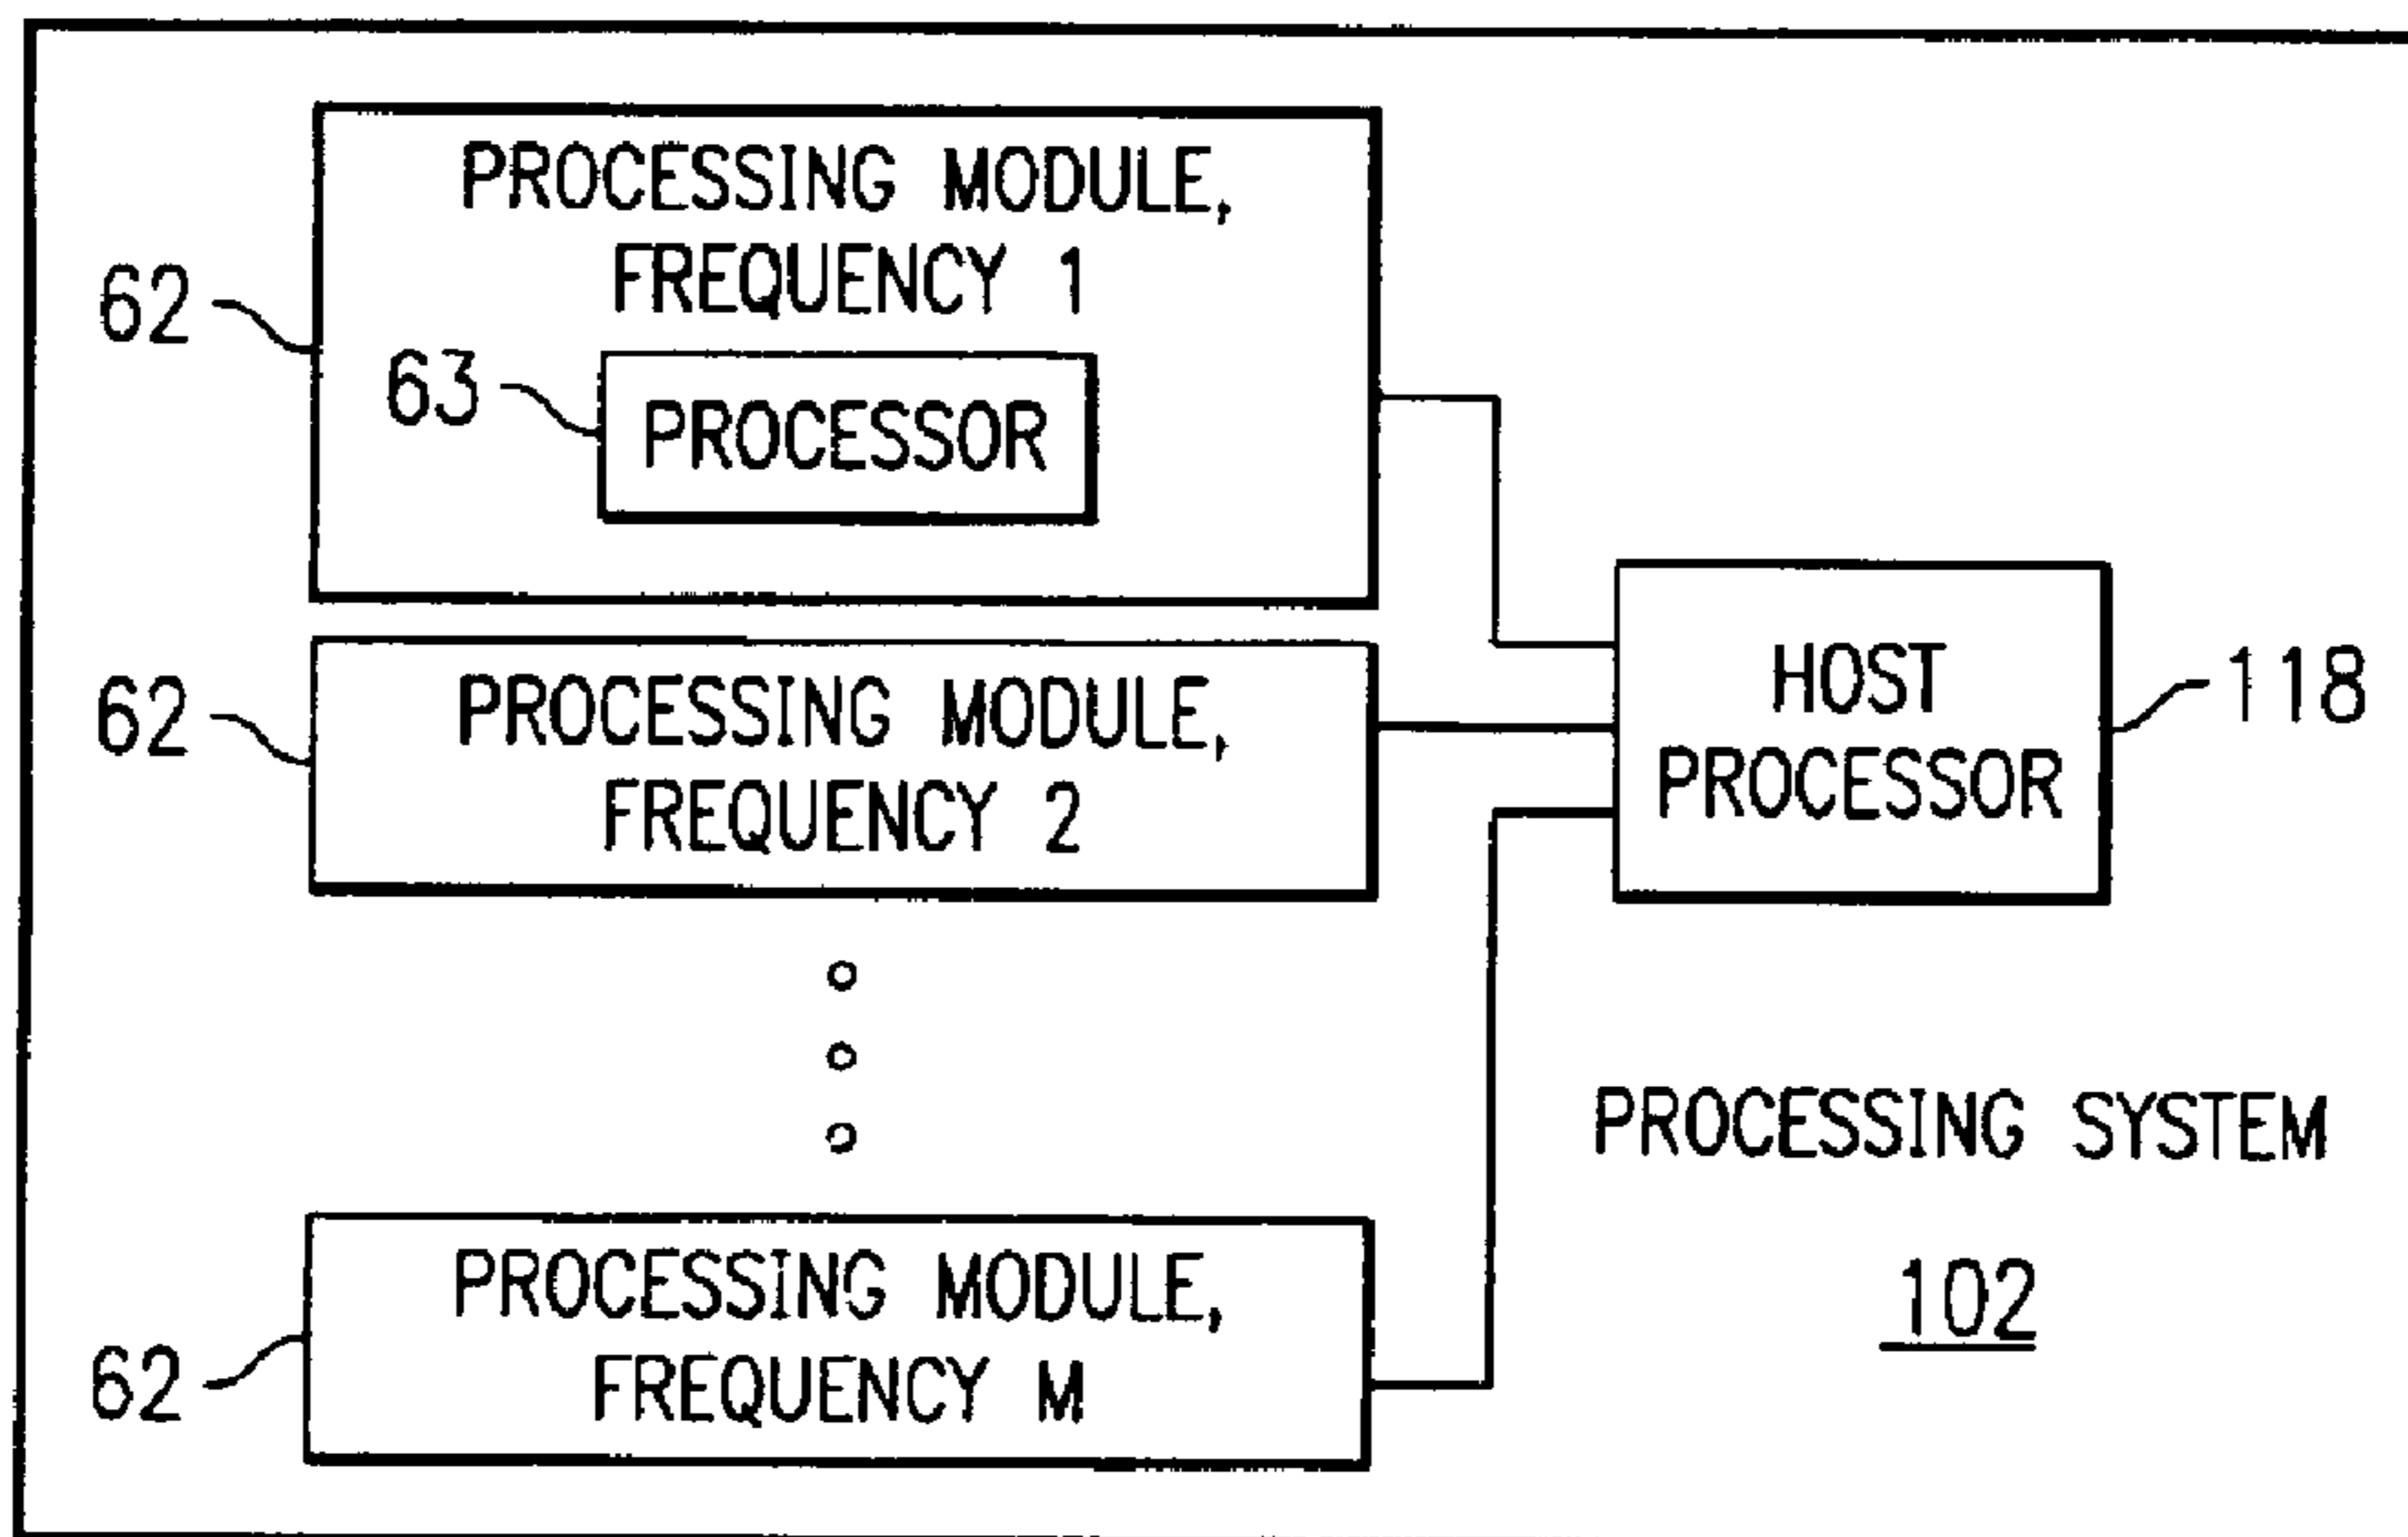 PROCESSING MODULE,
FREQUENCY 1
62
63
PROCESSOR
PROCESSING MODULE,
FREQUENCY 2
62
HOST
PROCESSOR
118
PROCESSING SYSTEM
102
PROCESSING MODULE,
FREQUENCY M
62